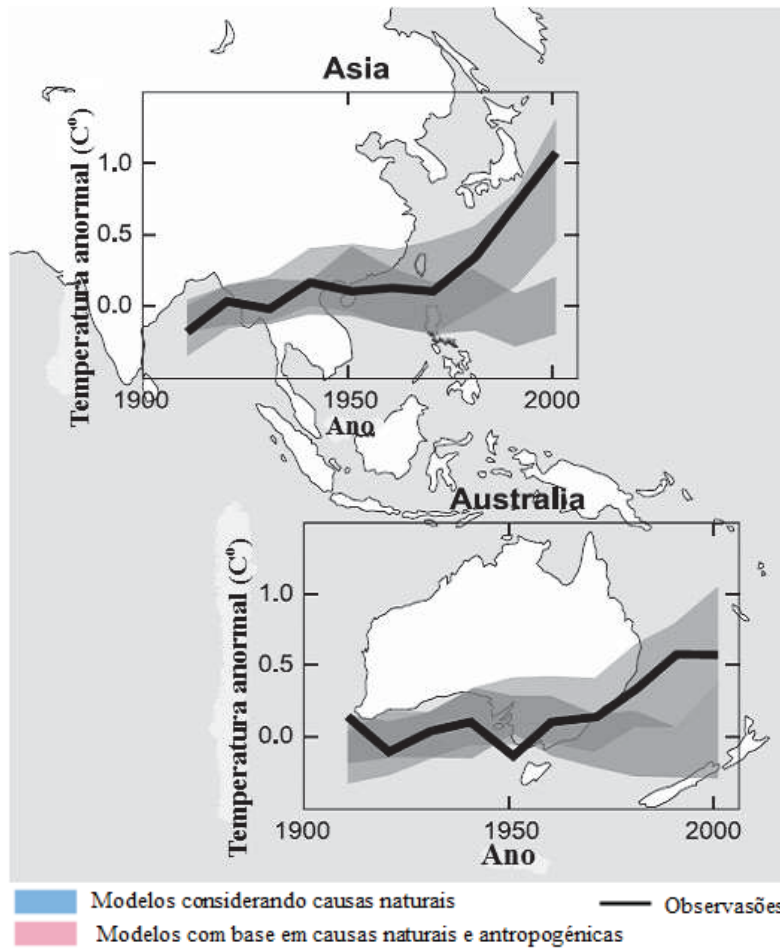 Asia
Temperatura anormal (Cº)
1.0
0.5
0.0
1900
1950
2000
Ano
Australia
Temperatura anormal (Cº)
1.0
0.5
0.0
1900
1950
2000
Ano
Modelos considerando causas naturais
Observasões
Modelos com base em causas naturais e antropogénicas